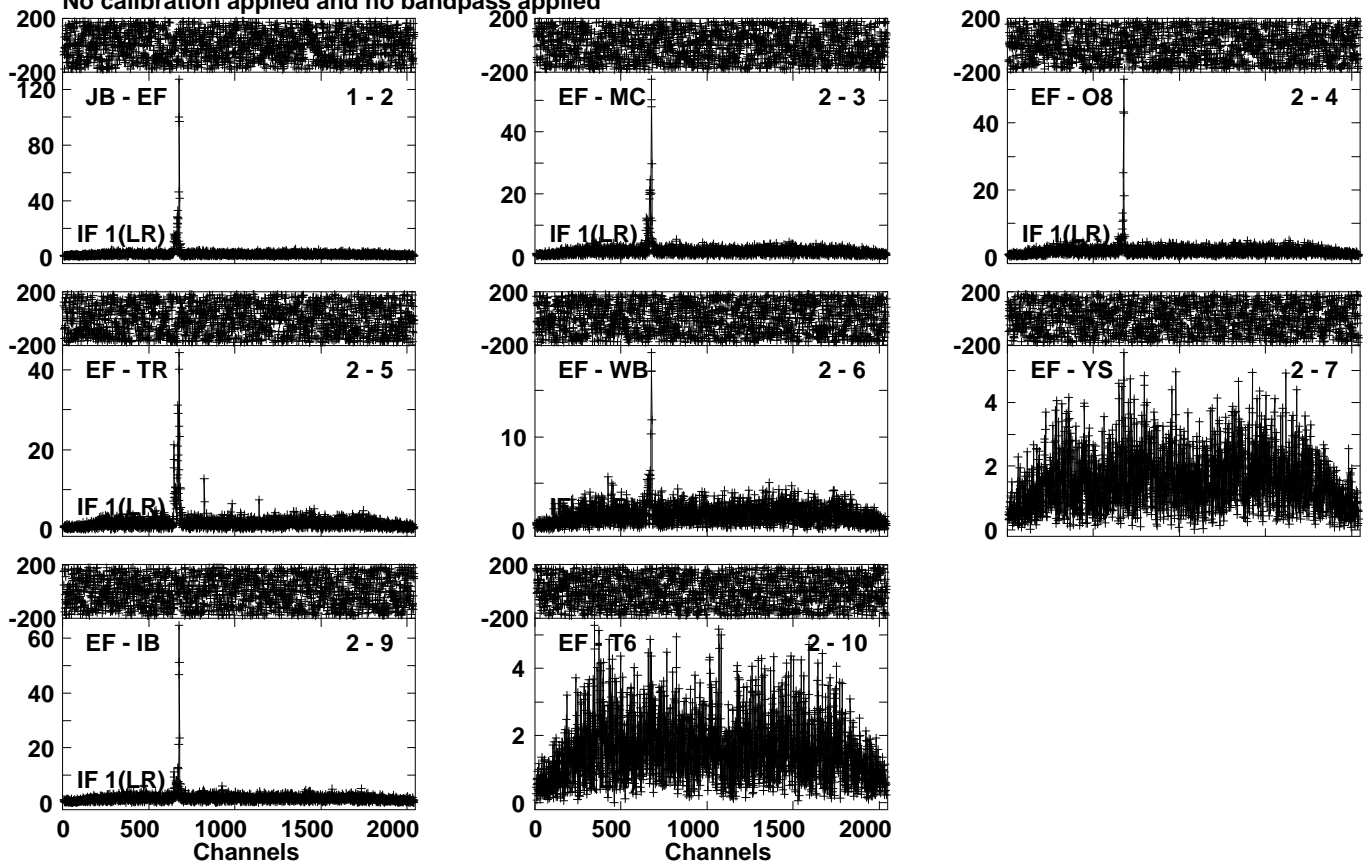 No calibration applied and no bandpass applied
200
-200
JB - EF 1 - 2
120
80
40
0
IF 1(LR)
200
-200
EF - MC 2 - 3
40
20
0
IF 1(LR)
200
-200
EF - O8 2 - 4
40
20
0
IF 1(LR)
200
-200
EF - TR 2 - 5
40
20
0
IF 1(LR)
200
-200
EF - WB 2 - 6
10
0
200
-200
EF - YS 2 - 7
4
2
0
200
-200
EF - IB 2 - 9
60
40
20
0
IF 1(LR)
0 500 1000 1500 2000
Channels
200
-200
EF - T6 2 - 10
4
2
0
0 500 1000 1500 2000
Channels